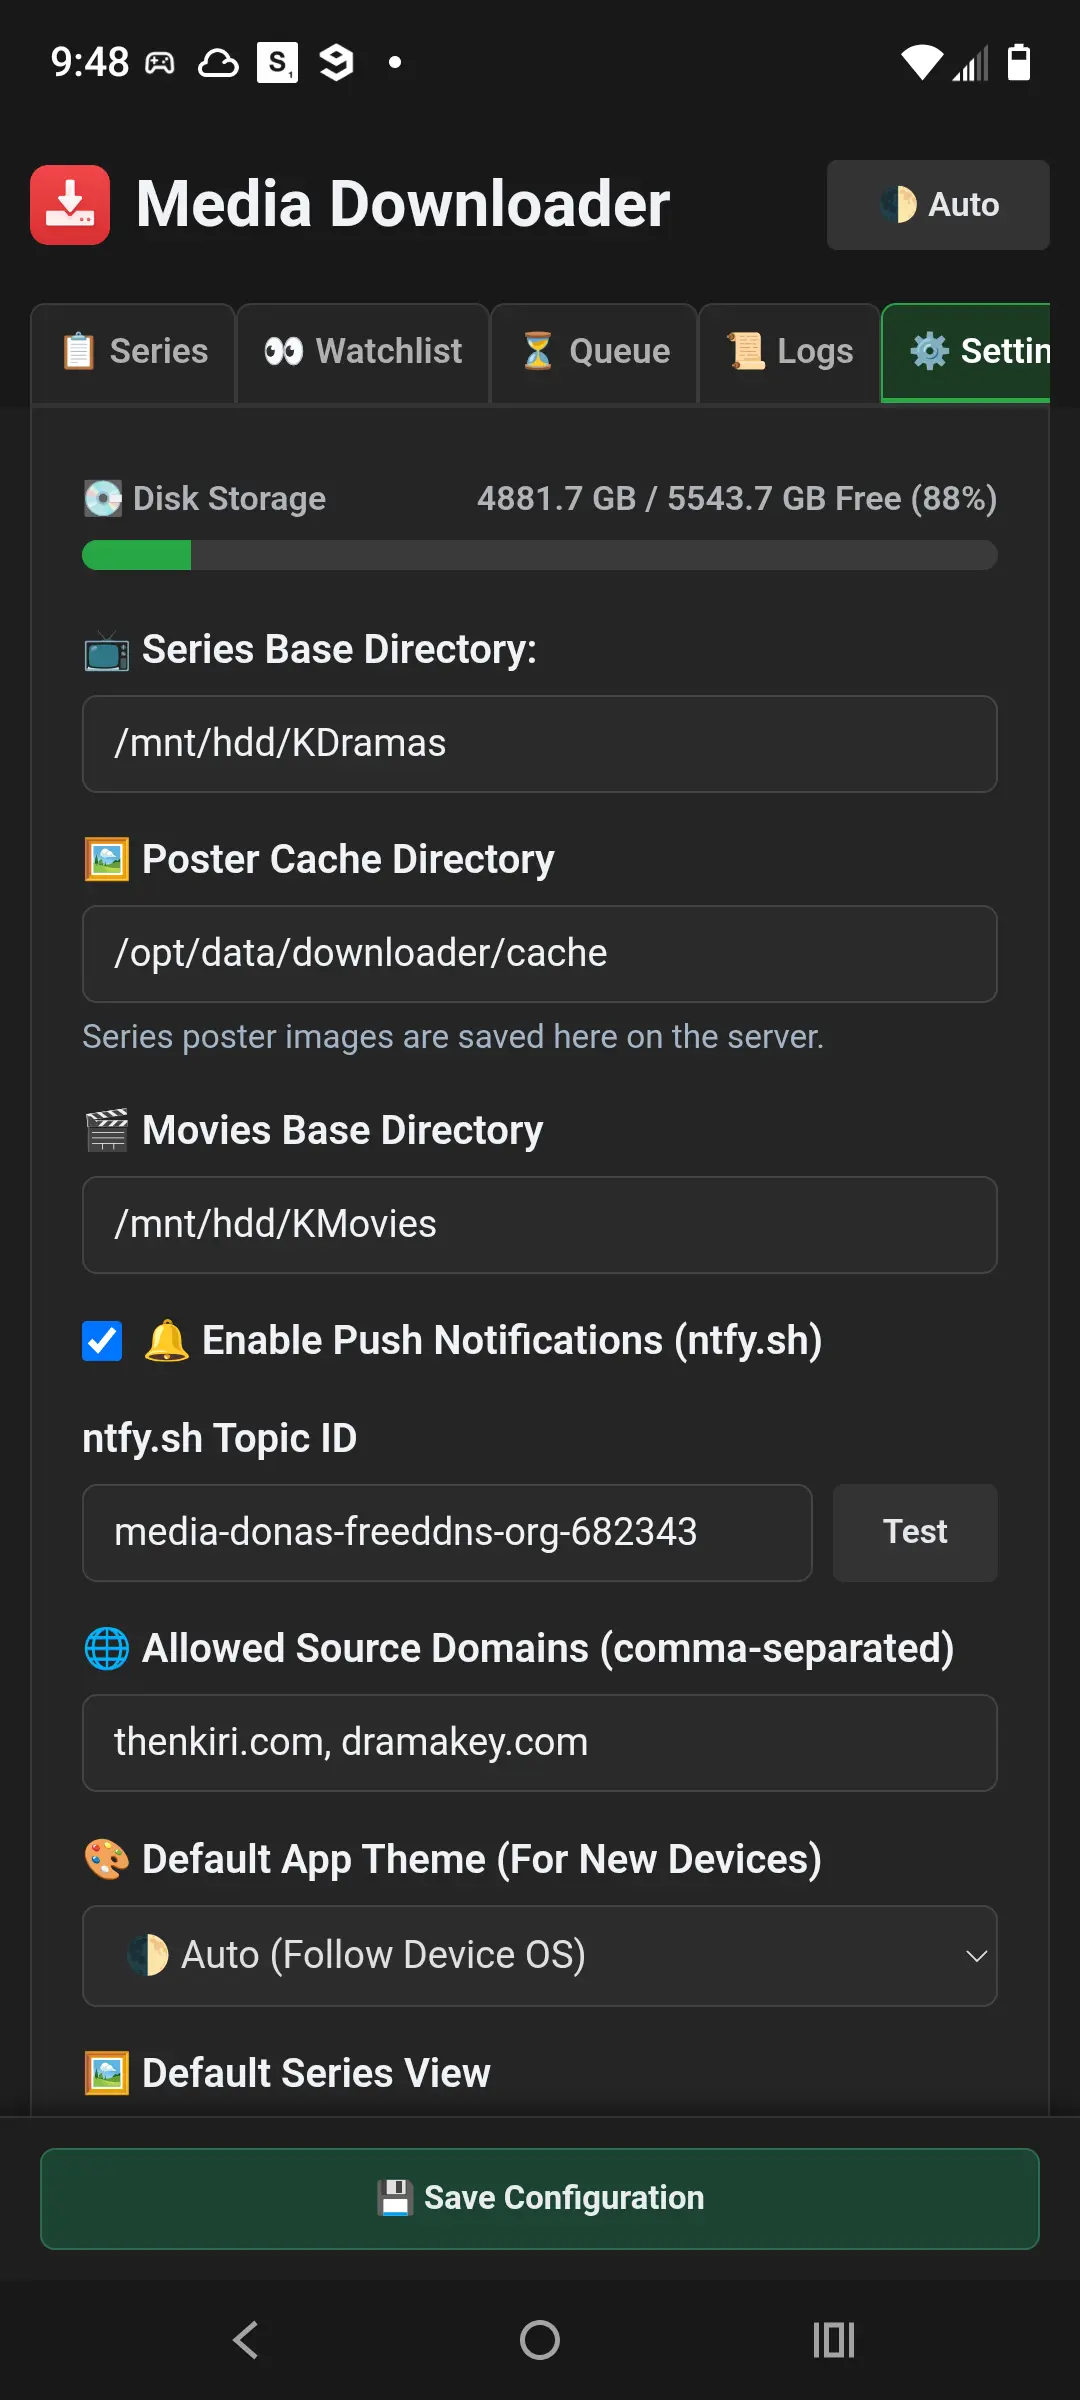 9:48
S 1
Media Downloader
🌓 Auto
📋 Series
👀 Watchlist
⏳ Queue
📜 Logs
⚙️ Settin
💽 Disk Storage
4881.7 GB / 5543.7 GB Free (88%)
📺 Series Base Directory:
/mnt/hdd/KDramas
🖼️ Poster Cache Directory
/opt/data/downloader/cache
Series poster images are saved here on the server.
🎬 Movies Base Directory
/mnt/hdd/KMovies
🔔 Enable Push Notifications (ntfy.sh)
ntfy.sh Topic ID
media-donas-freeddns-org-682343
Test
🌐 Allowed Source Domains (comma-separated)
thenkiri.com, dramakey.com
🎨 Default App Theme (For New Devices)
🌓 Auto (Follow Device OS)
🖼️ Default Series View
💾 Save Configuration